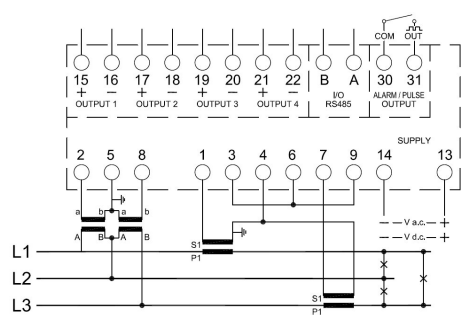 COM OUT
15 16 17 18 19 20 21 22 B A 30 31
+ − + − + − + −
OUTPUT 1 OUTPUT 2 OUTPUT 3 OUTPUT 4 I/O RS485 ALARM / PULSE OUTPUT
SUPPLY
2 5 8 1 3 4 6 7 9 14 13
a b a b
− V a.c. +
− V d.c. +
A B A B
S1
L1
P1
L2
S1
L3
P1